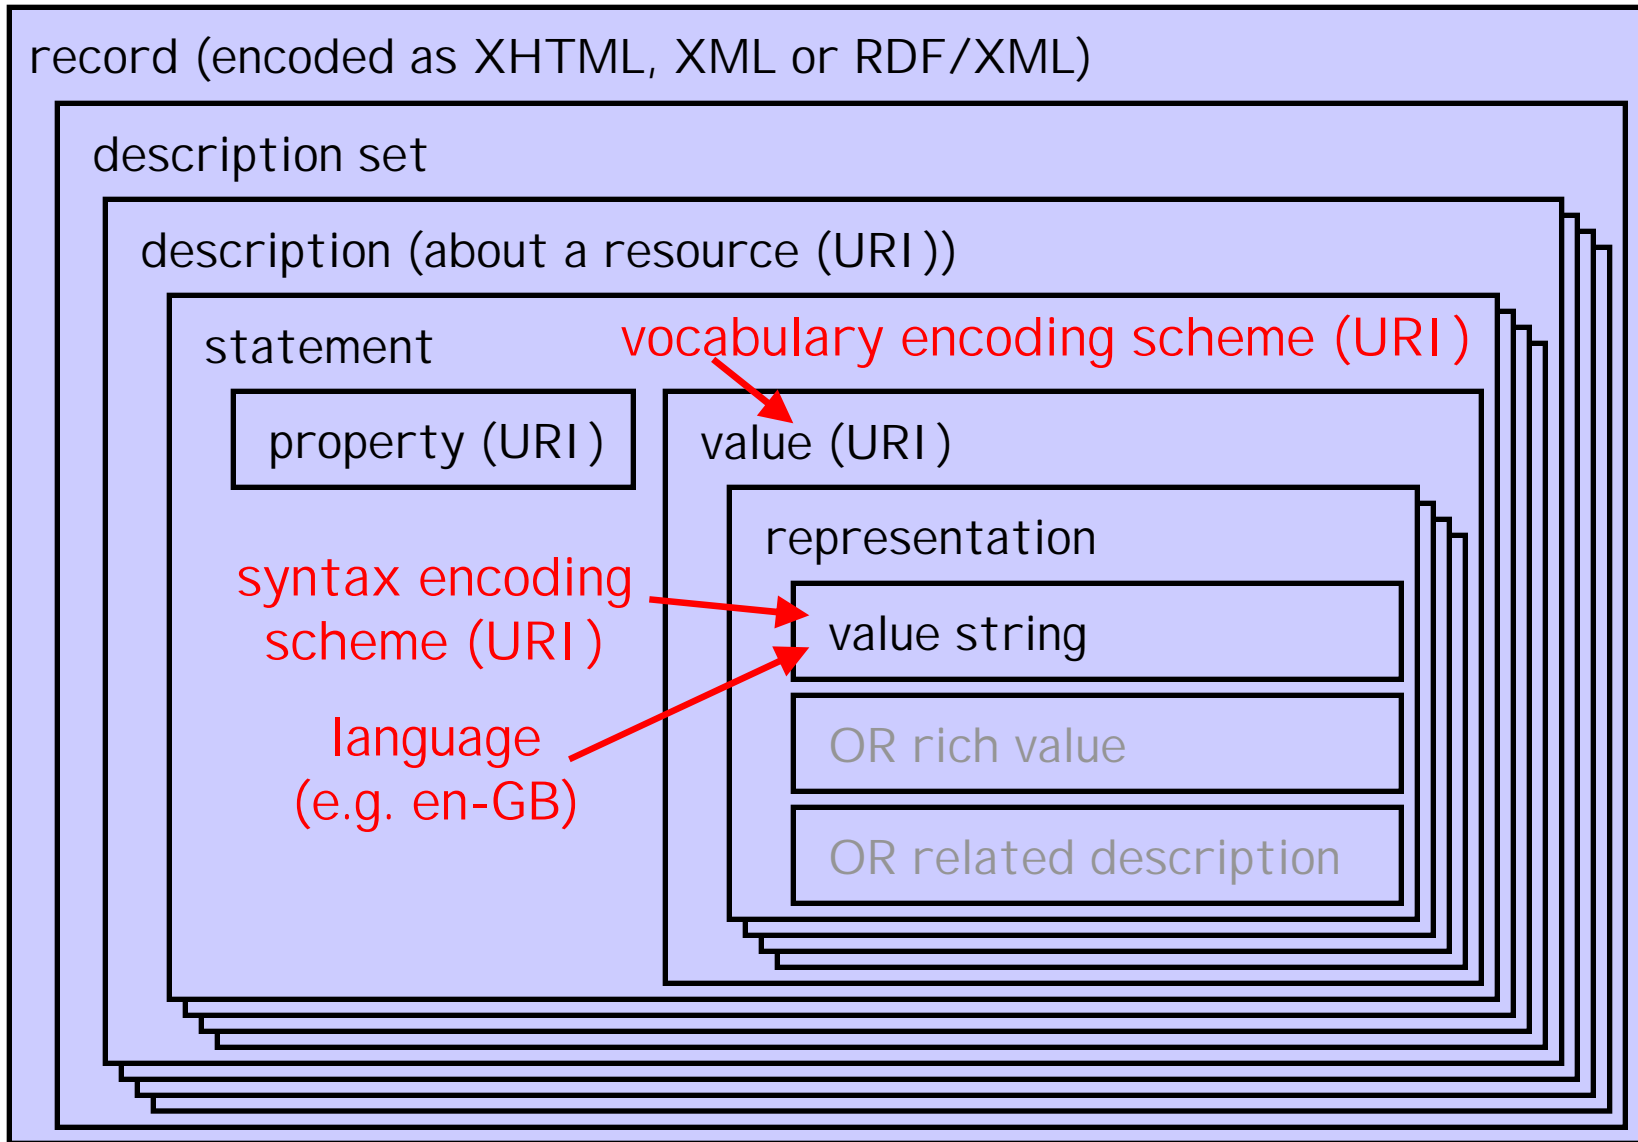 record (encoded as XHTML, XML or RDF/XML)
description set
description (about a resource (URI))
statement
vocabulary encoding scheme (URI)
property (URI)
value (URI)
representation
syntax encoding
scheme (URI)
value string
language
(e.g. en-GB)
OR rich value
OR related description